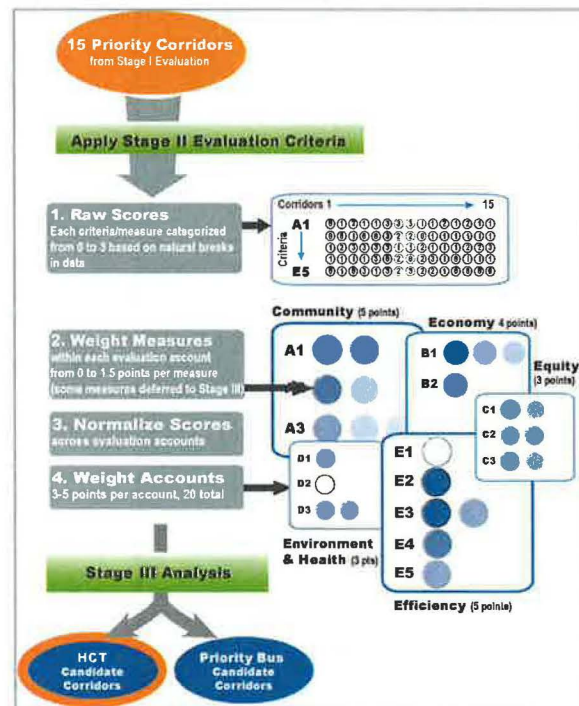 15 Priority Corridors
from Stage I Evaluation
Apply Stage II Evaluation Criteria
1. Raw Scores
Each criteria/measure categorized
from 0 to 3 based on natural breaks
in data
Corridors 1
15
Criteria
A1
E5
2. Weight Measures
within each evaluation account
from 0 to 1.5 points per measure
(some measures deferred to Stage III)
3. Normalize Scores
across evaluation accounts
4. Weight Accounts
3-5 points per account, 20 total
Community (5 points)
A1
A3
Economy 4 points)
B1
B2
Equity
(3 points)
C1
C2
C3
D1
D2
D3
Environment
& Health (3 pts)
E1
E2
E3
E4
E5
Efficiency (5 points)
Stage III Analysis
HCT
Candidate
Corridors
Priority Bus
Candidate
Corridors